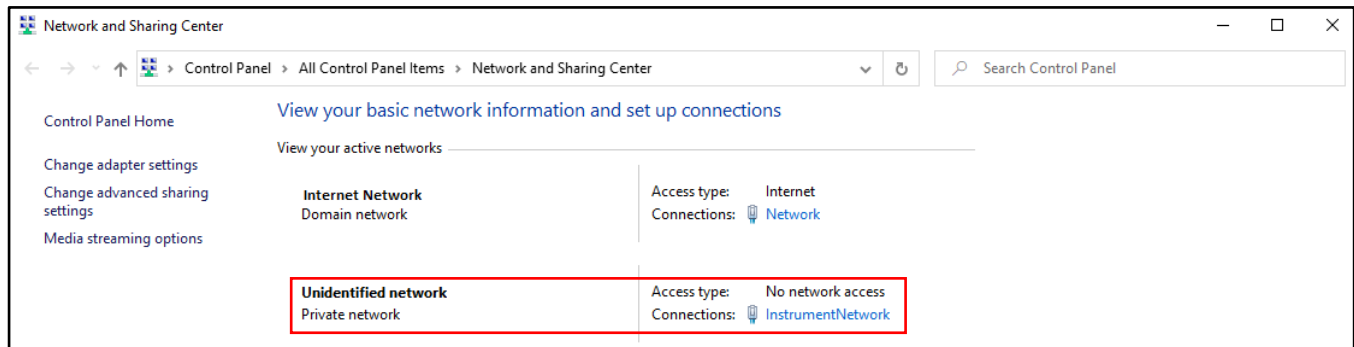 Network and Sharing Center
Control Panel > All Control Panel Items > Network and Sharing Center
Search Control Panel
Control Panel Home
Change adapter settings
Change advanced sharing
settings
Media streaming options
View your basic network information and set up connections
View your active networks
Internet Network
Domain network
Access type: Internet
Connections: Network
Unidentified network
Private network
Access type: No network access
Connections: InstrumentNetwork